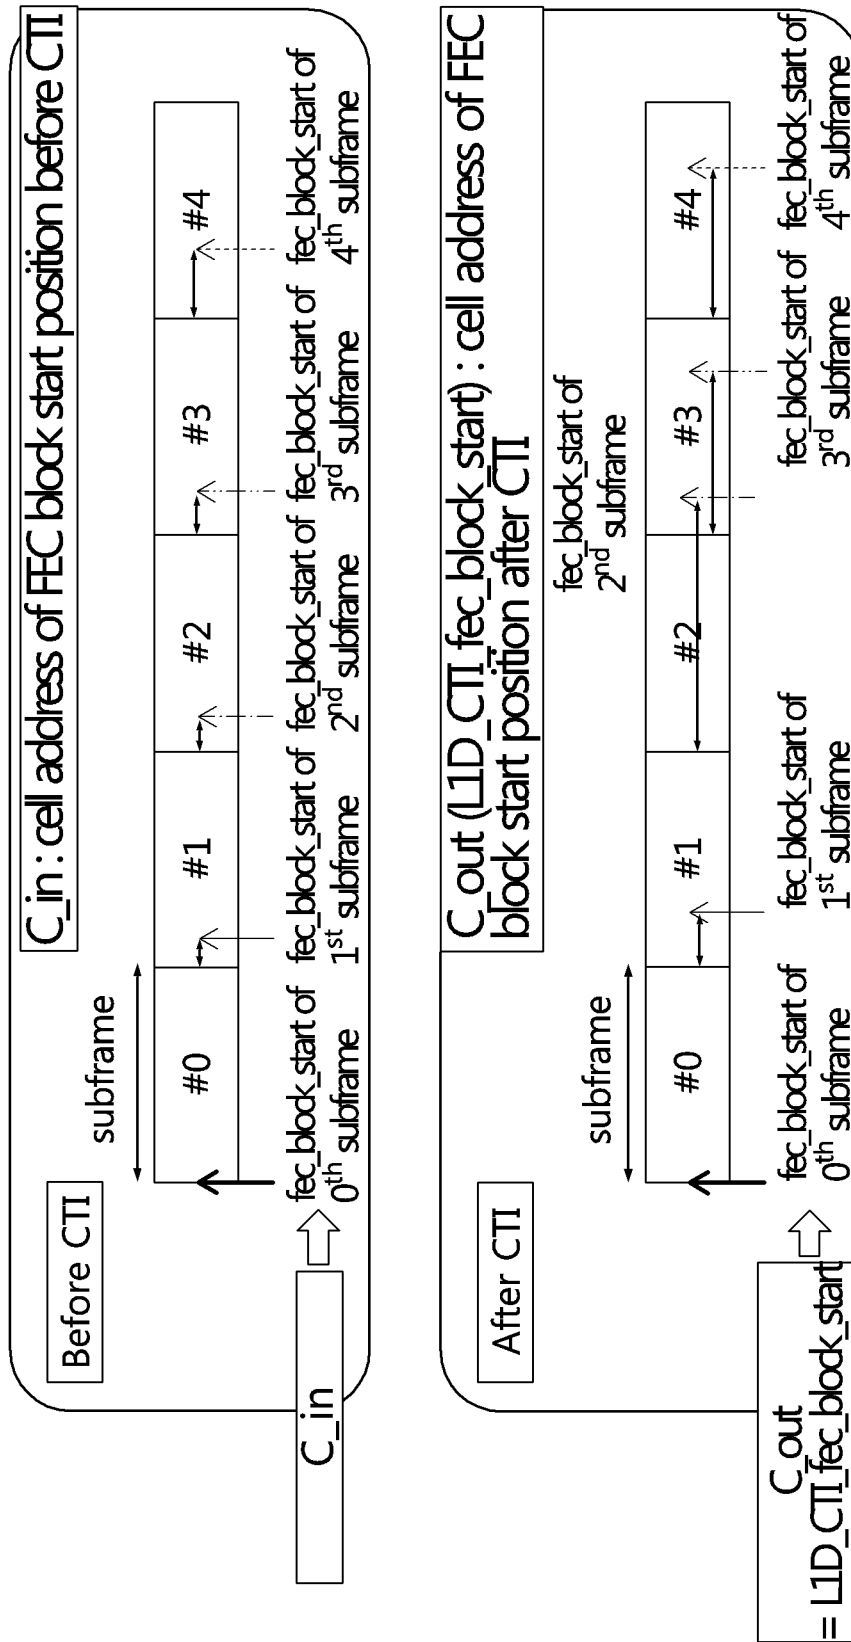 C_in : cell address of FEC block start position before CTI
Before CTI
subframe
#0
#1
#2
#3
#4
C_in
fec_block_start of
0th subframe
fec_block_start of
1st subframe
fec_block_start of
2nd subframe
fec_block_start of
3rd subframe
fec_block_start of
4th subframe
C_out (L1D_CTI_fec_block_start) : cell address of FEC
block start position after CTI
After CTI
subframe
fec_block_start of
2nd subframe
#0
#1
#2
#3
#4
C_out
= L1D_CTI_fec_block_start
fec_block_start of
0th subframe
fec_block_start of
1st subframe
fec_block_start of
3rd subframe
fec_block_start of
4th subframe